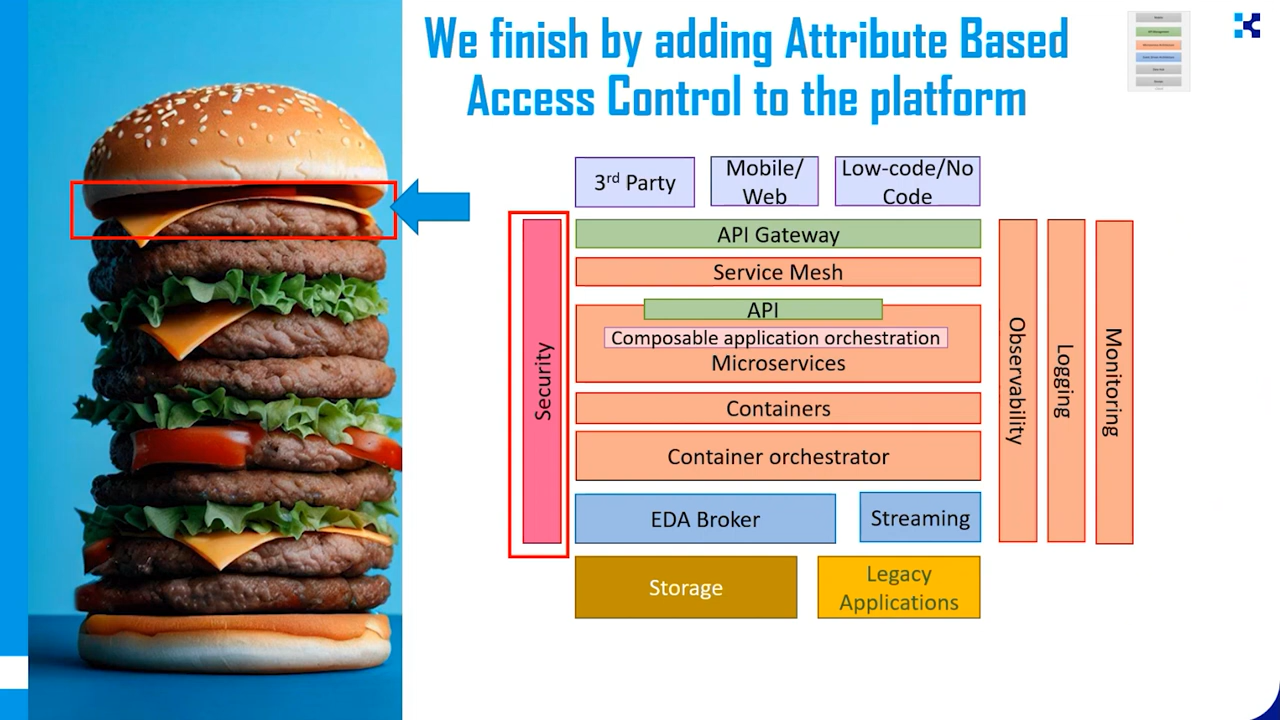 We finish by adding Attribute Based
Access Control to the platform
3rd Party
Mobile/
Web
Low-code/No
Code
Security
API Gateway
Service Mesh
API
Composable application orchestration
Microservices
Containers
Container orchestrator
EDA Broker
Streaming
Storage
Legacy
Applications
Observability
Logging
Monitoring